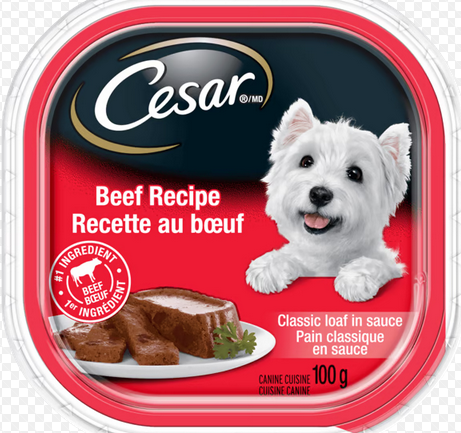 Cesar®/MD
Beef Recipe
Recette au bœuf
#1 INGREDIENT
BEEF
BŒUF
1er INGRÉDIENT
Classic loaf in sauce
Pain classique
en sauce
CANINE CUISINE 100 g
CUISINE CANINE